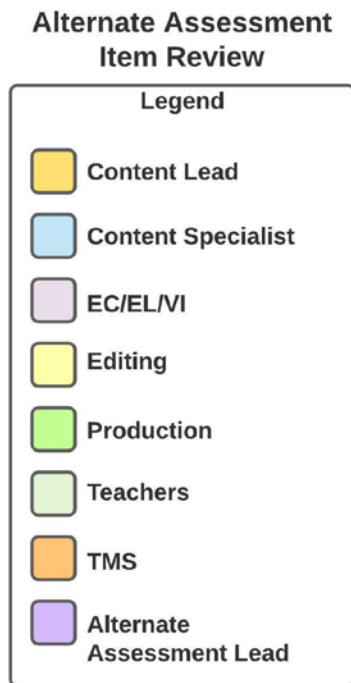 Alternate Assessment
Item Review
Legend
Content Lead
Content Specialist
EC/EL/VI
Editing
Production
Teachers
TMS
Alternate
Assessment Lead